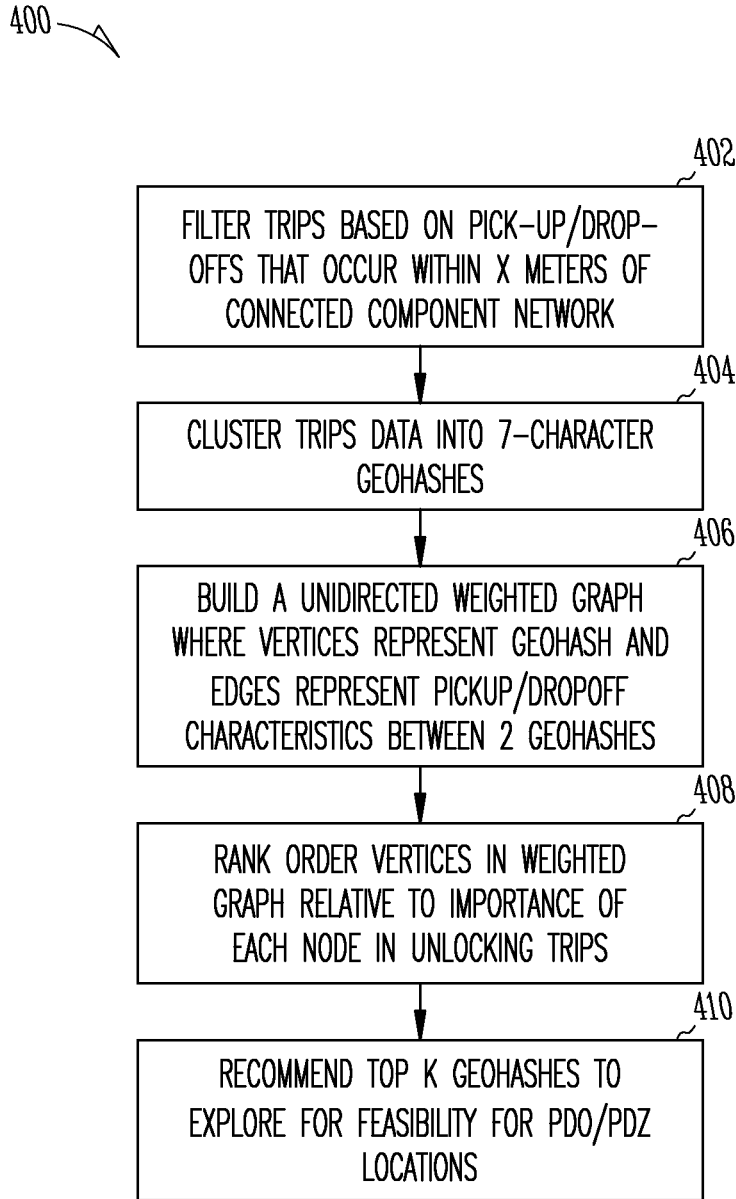 400
402
FILTER TRIPS BASED ON PICK-UP/DROP-
OFFS THAT OCCUR WITHIN X METERS OF
CONNECTED COMPONENT NETWORK
404
CLUSTER TRIPS DATA INTO 7-CHARACTER
GEOHASHES
406
BUILD A UNIDIRECTED WEIGHTED GRAPH
WHERE VERTICES REPRESENT GEOHASH AND
EDGES REPRESENT PICKUP/DROPOFF
CHARACTERISTICS BETWEEN 2 GEOHASHES
408
RANK ORDER VERTICES IN WEIGHTED
GRAPH RELATIVE TO IMPORTANCE OF
EACH NODE IN UNLOCKING TRIPS
410
RECOMMEND TOP K GEOHASHES TO
EXPLORE FOR FEASIBILITY FOR PDO/PDZ
LOCATIONS